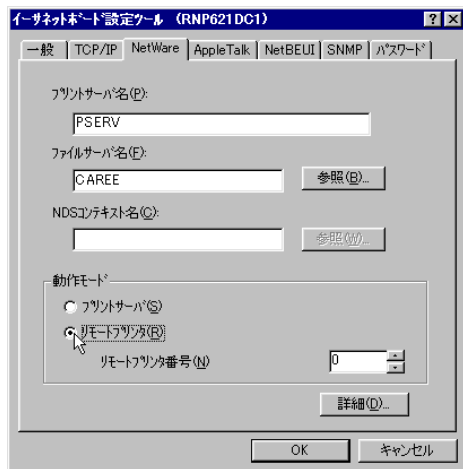 イーサネットボード設定ツール (RNP621DC1)
一般 TCP/IP NetWare AppleTalk NetBEUI SNMP パスワード
プリントサーバ名(P):
PSERV
ファイルサーバ名(F):
CAREE 参照(B)...
NDSコンテキスト名(C):
参照(W)...
動作モード
プリントサーバ(S)
リモートプリンタ(R)
リモートプリンタ番号(N) 0
詳細(D)...
OK キャンセル